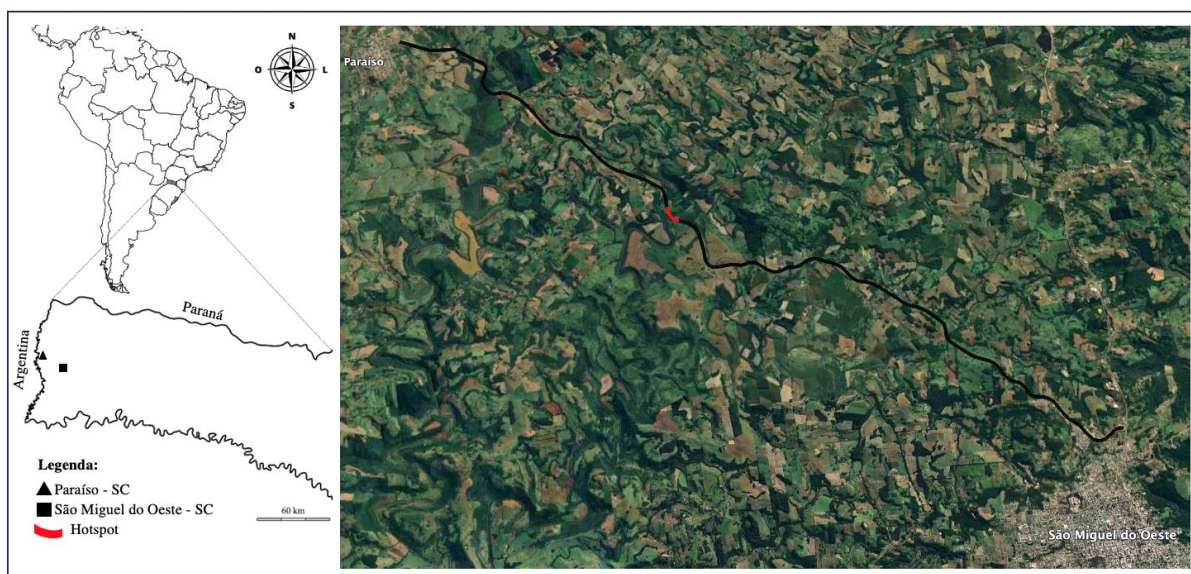 N
O
L
S
Paraná
Argentina
Legenda:
Paraíso - SC
São Miguel do Oeste - SC
Hotspot
60 km
Paraíso
São Miguel do Oeste